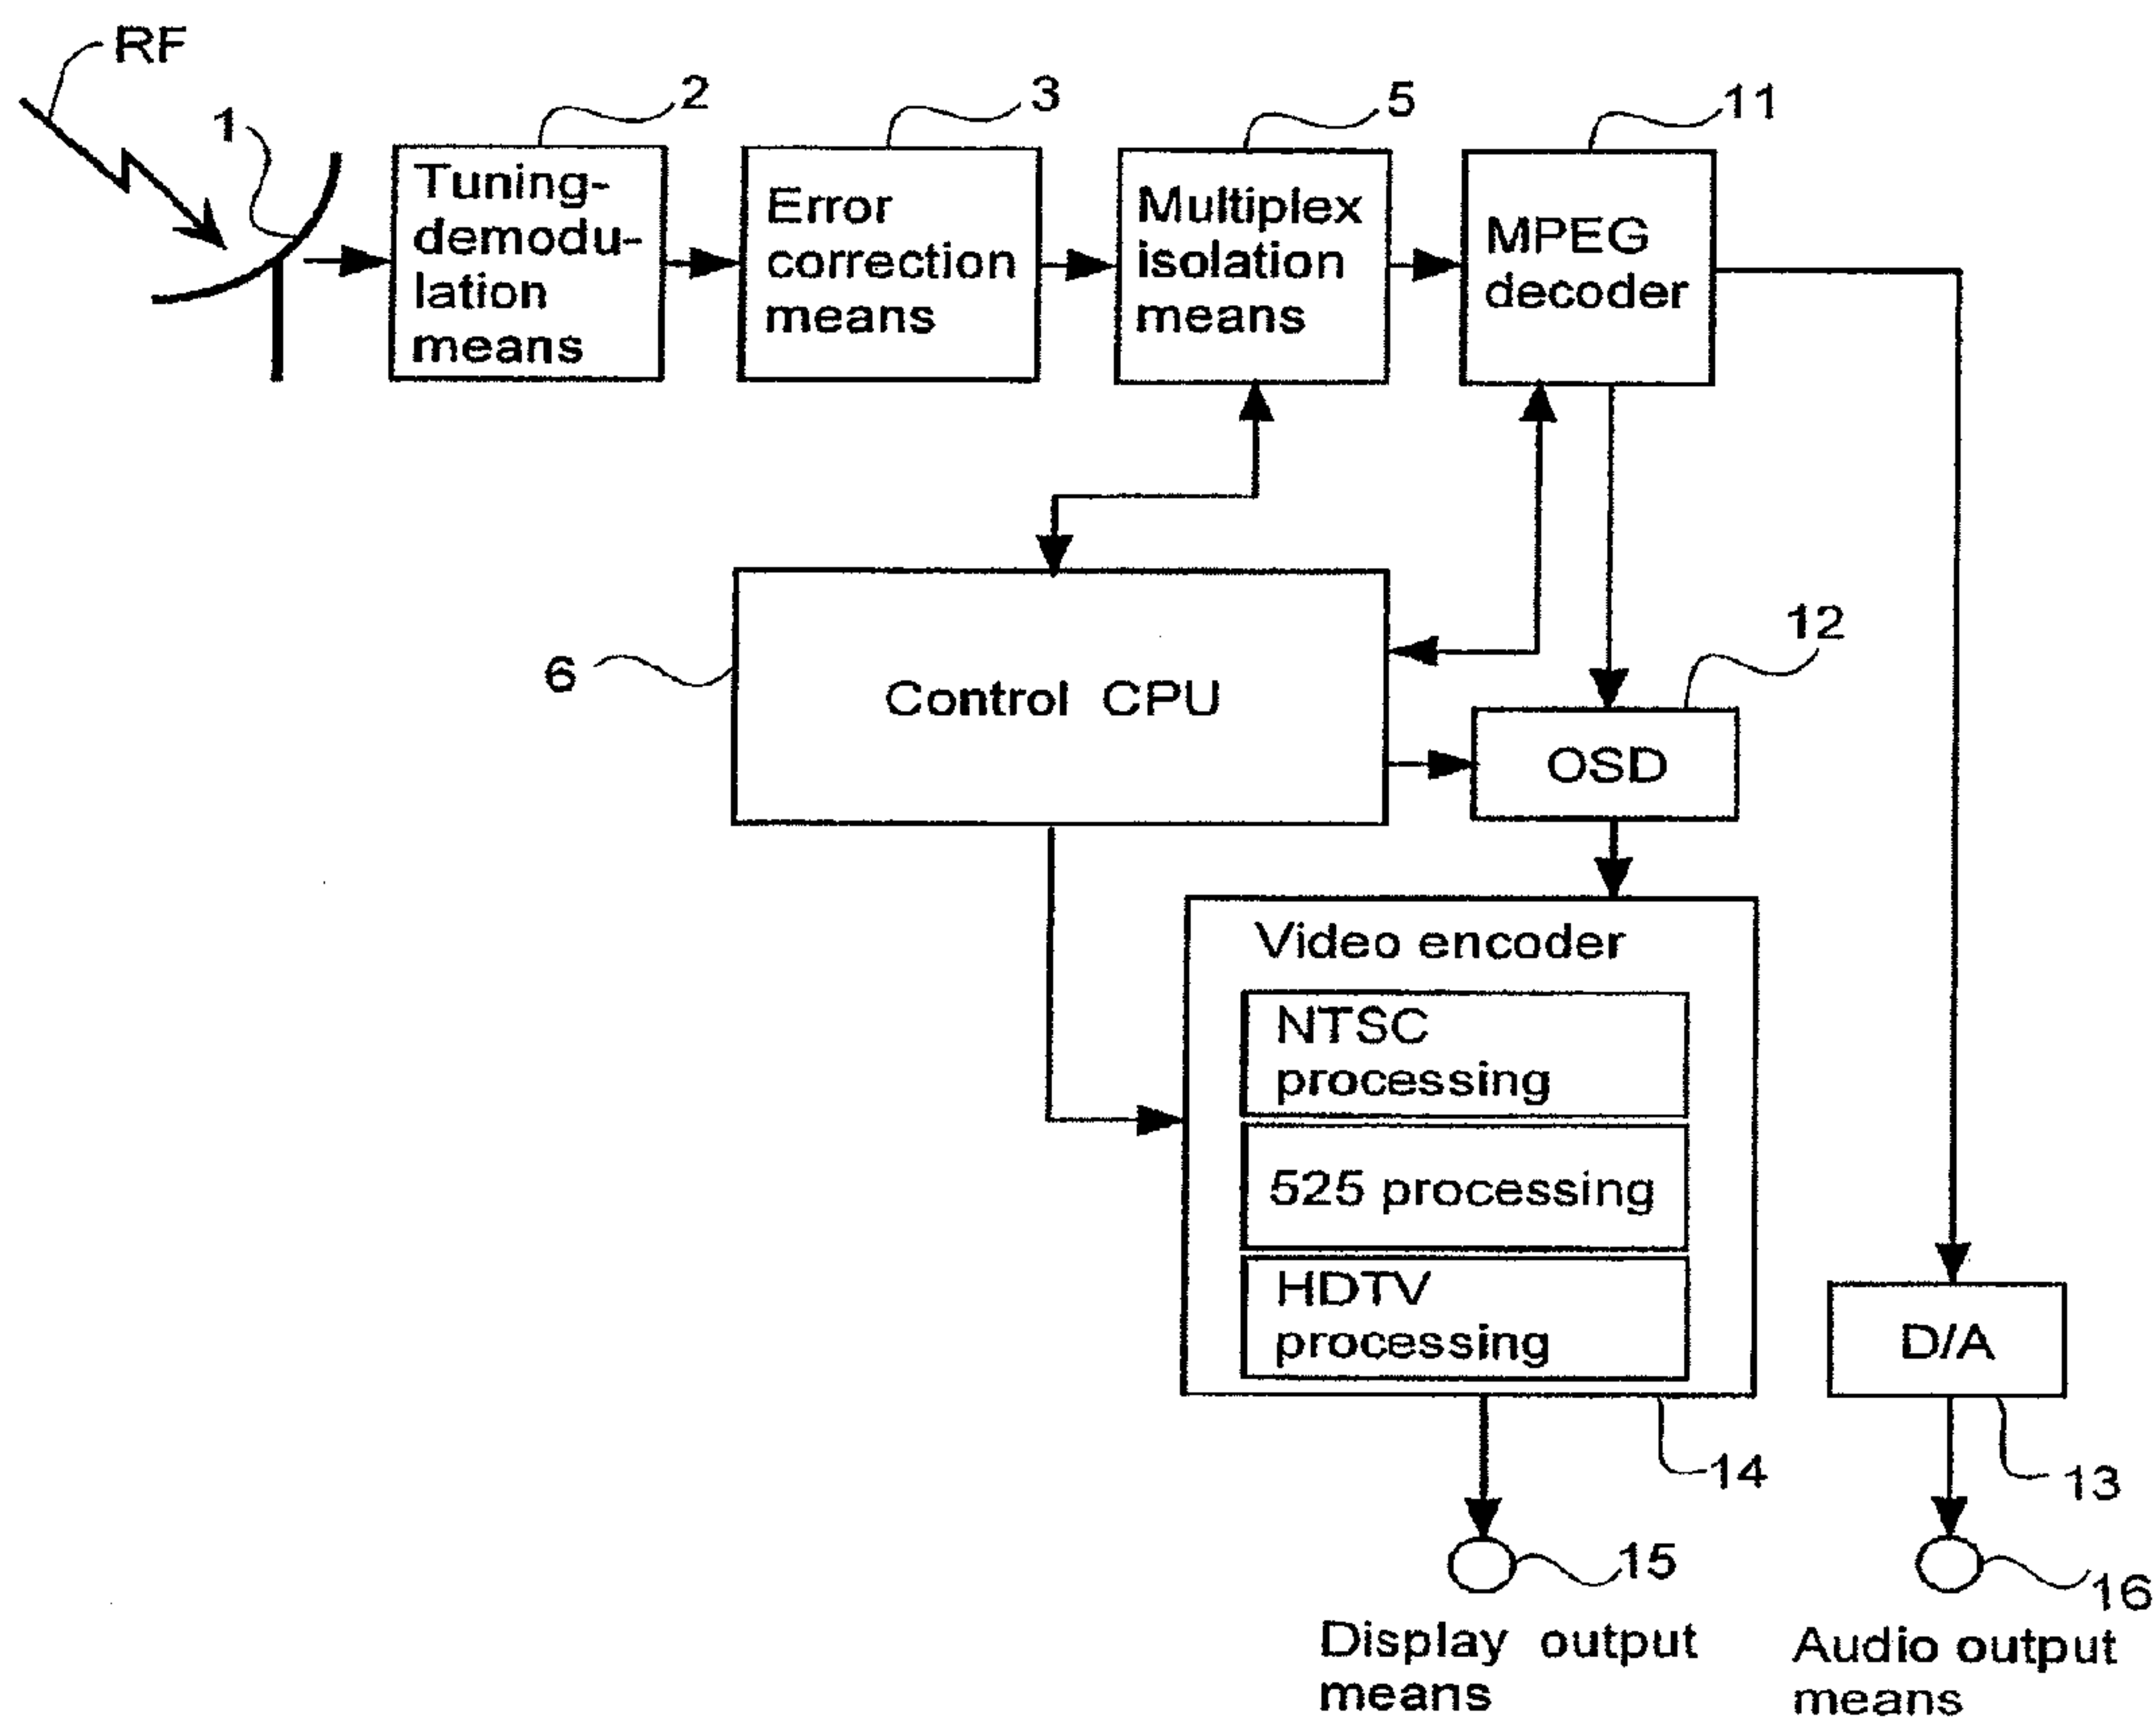 RF
1
2
3
5
11
Tuning-
demodu-
lation
means
Error
correction
means
Multiplex
isolation
means
MPEG
decoder
6
Control CPU
12
OSD
Video encoder
NTSC
processing
525 processing
HDTV
processing
D/A
14
13
15
16
Display output
means
Audio output
means